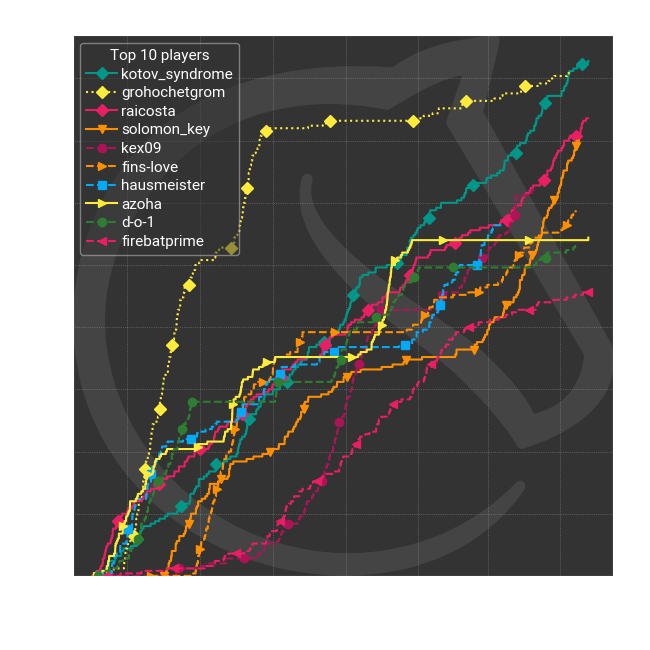 Top 10 players
kotov_syndrome
grohochetgrom
raicosta
solomon_key
kex09
fins-love
hausmeister
azoha
d-o-1
firebatprime